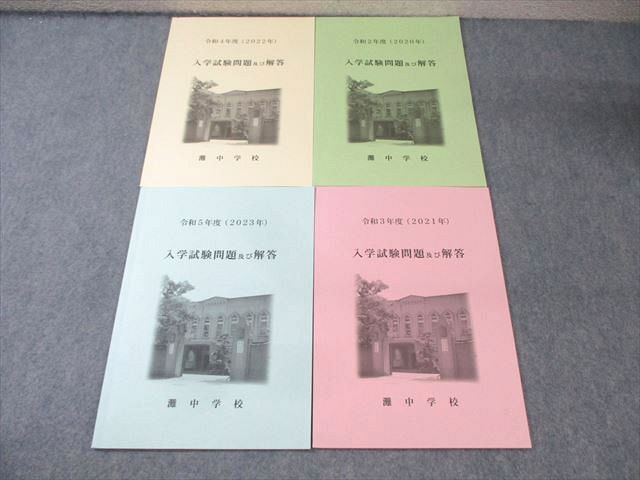 令和4年度(2022年)
入学試験問題及び解答
灘中学校
令和2年度(2020年)
入学試験問題及び解答
灘中学校
令和5年度(2023年)
入学試験問題及び解答
灘中学校
令和3年度(2021年)
入学試験問題及び解答
灘中学校